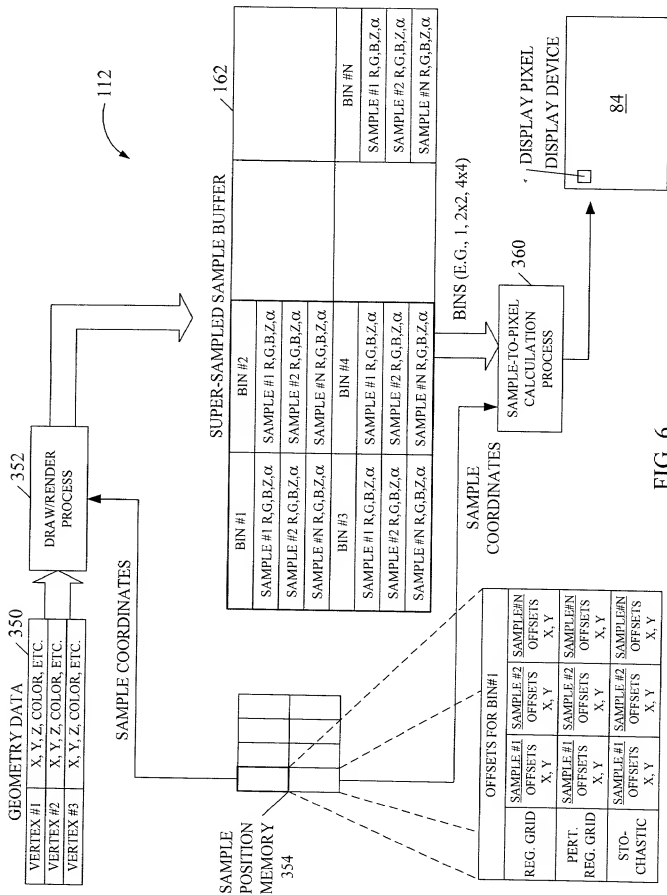 112
GEOMETRY DATA
350
VERTEX #1 X, Y, Z, COLOR, ETC.
VERTEX #2 X, Y, Z, COLOR, ETC.
VERTEX #3 X, Y, Z, COLOR, ETC.
352
DRAW/RENDER
PROCESS
SAMPLE COORDINATES
SUPER-SAMPLED SAMPLE BUFFER
162
BIN #1
SAMPLE #1 R,G,B,Z,α
SAMPLE #2 R,G,B,Z,α
SAMPLE #N R,G,B,Z,α
BIN #2
SAMPLE #1 R,G,B,Z,α
SAMPLE #2 R,G,B,Z,α
SAMPLE #N R,G,B,Z,α
BIN #3
SAMPLE #1 R,G,B,Z,α
SAMPLE #2 R,G,B,Z,α
SAMPLE #N R,G,B,Z,α
BIN #4
SAMPLE #1 R,G,B,Z,α
SAMPLE #2 R,G,B,Z,α
SAMPLE #N R,G,B,Z,α
BIN #N
SAMPLE #1 R,G,B,Z,α
SAMPLE #2 R,G,B,Z,α
SAMPLE #N R,G,B,Z,α
SAMPLE
POSITION
MEMORY
354
BINS (E.G., 1, 2x2, 4x4)
SAMPLE
COORDINATES
360
SAMPLE-TO-PIXEL
CALCULATION
PROCESS
DISPLAY PIXEL
DISPLAY DEVICE
84
OFFSETS FOR BIN#1
REG. GRID
SAMPLE #1
OFFSETS
X, Y
SAMPLE #2
OFFSETS
X, Y
SAMPLE#N
OFFSETS
X, Y
PERT.
REG. GRID
SAMPLE #1
OFFSETS
X, Y
SAMPLE #2
OFFSETS
X, Y
SAMPLE#N
OFFSETS
X, Y
STO-
CHASTIC
SAMPLE #1
OFFSETS
X, Y
SAMPLE #2
OFFSETS
X, Y
SAMPLE#N
OFFSETS
X, Y
FIG. 6